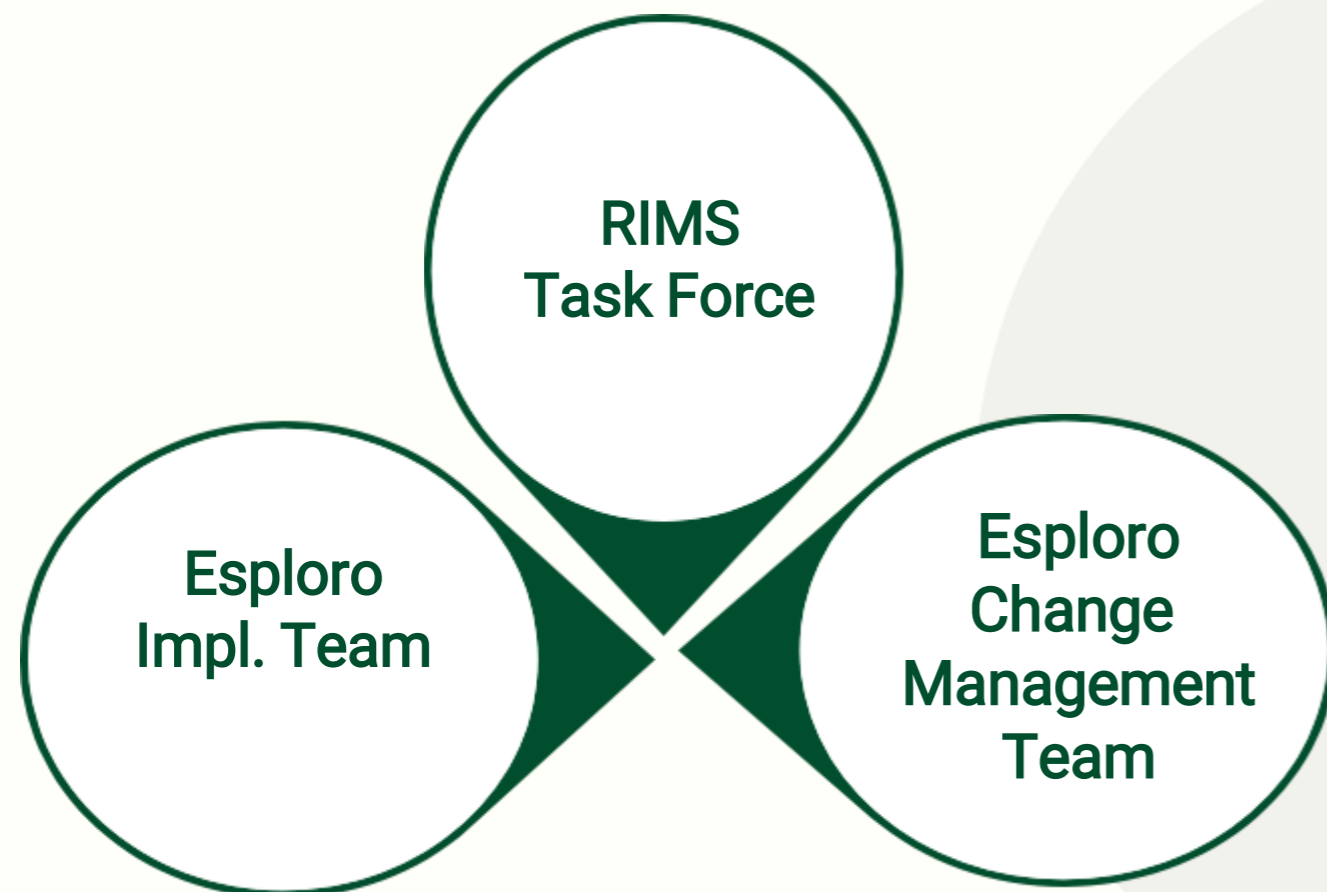 RIMS
Task Force
Esploro
Impl. Team
Esploro
Change
Management
Team